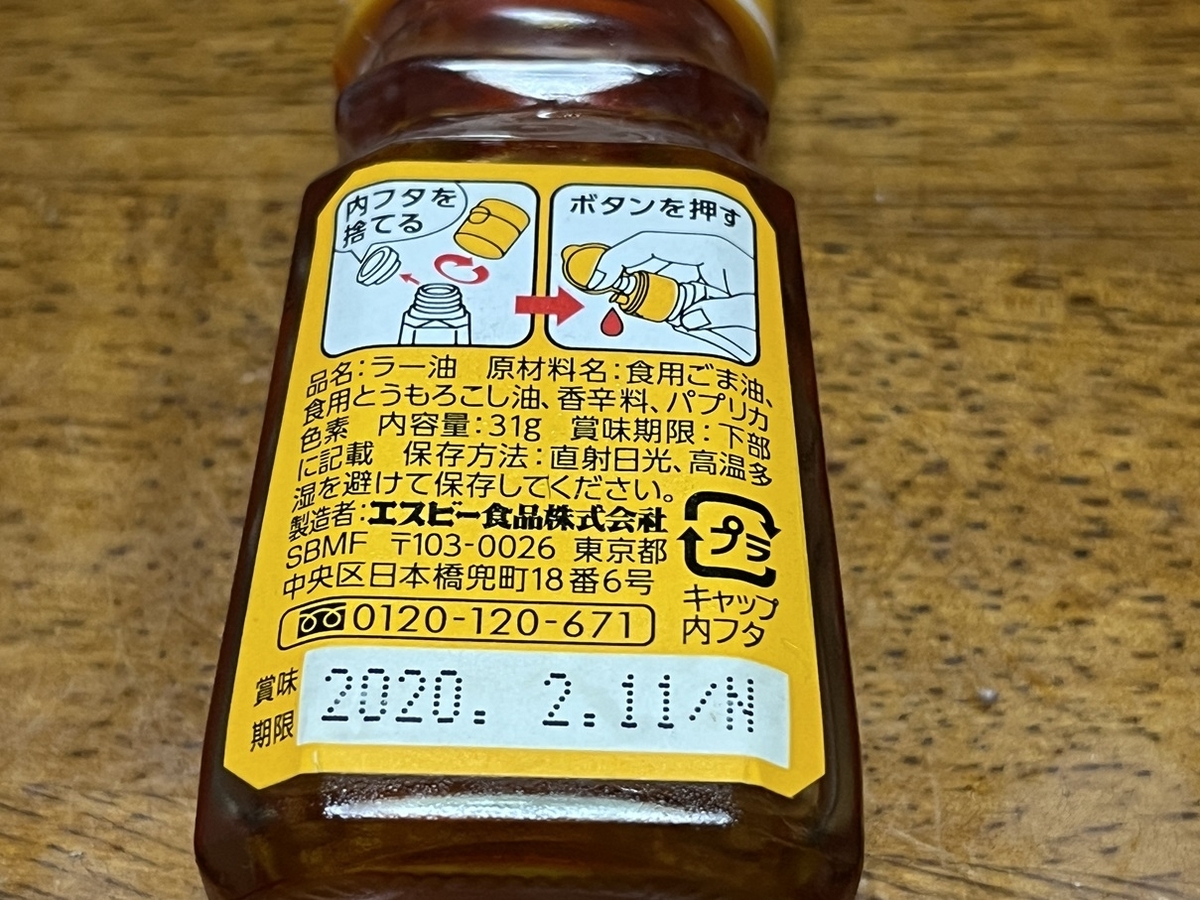 内フタを
捨てる
ボタンを押す
品名:ラー油 原材料名:食用ごま油、
食用とうもろこし油、香辛料、パプリカ
色素 内容量:31g 賞味期限:下部
に記載 保存方法:直射日光、高温多
湿を避けて保存してください。
製造者:エスビー食品株式会社
SBMF 〒103-0026 東京都
中央区日本橋兜町18番6号
0120-120-671
プラ
キャップ
内フタ
賞味
期限
2020. 2.11/N